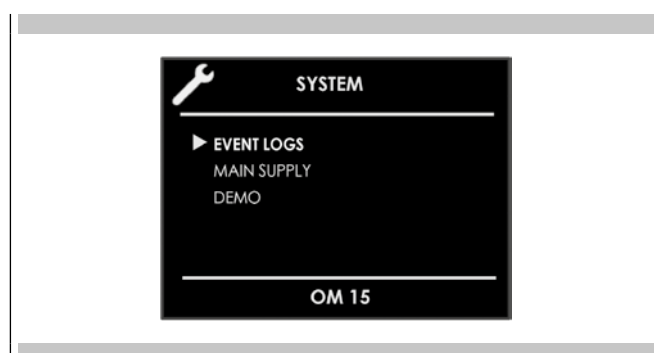 SYSTEM
EVENT LOGS
MAIN SUPPLY
DEMO
OM 15